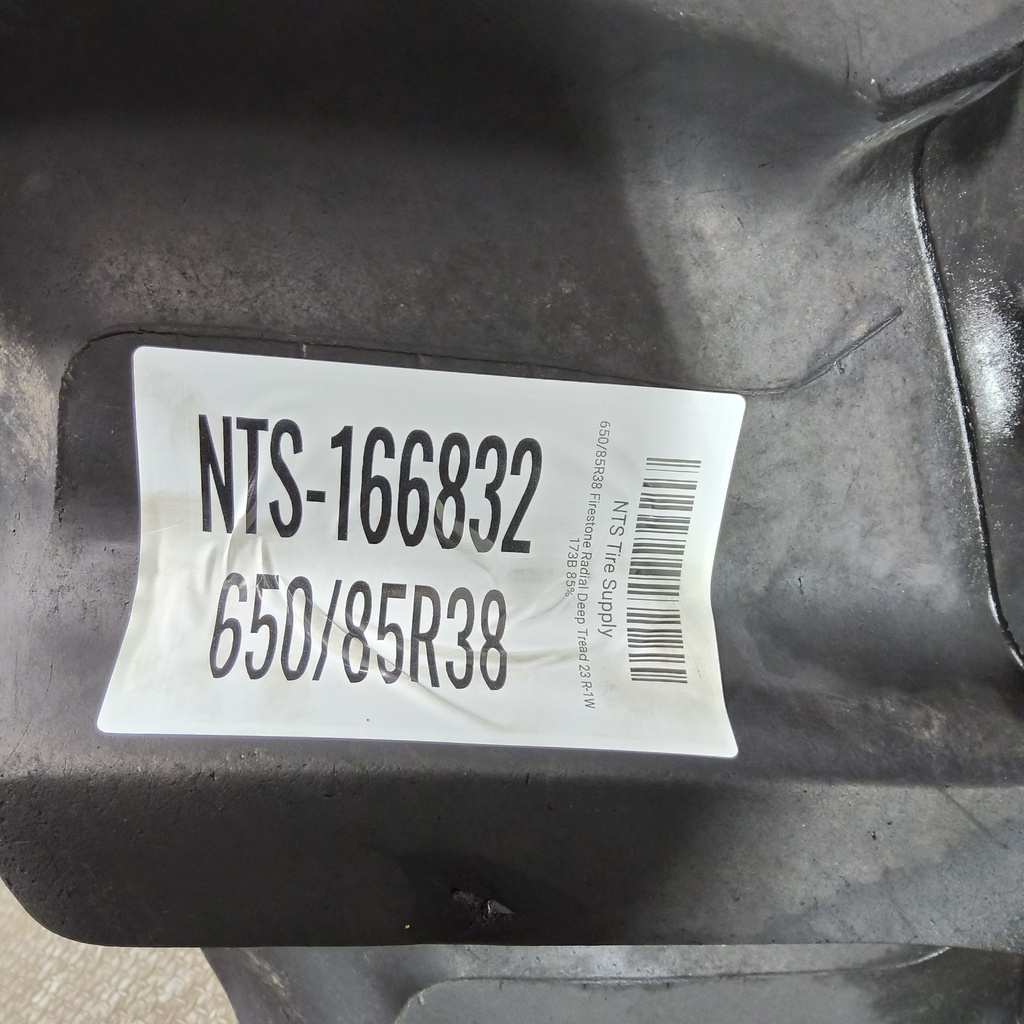 NTS-166832
650/85R38
NTS Tire Supply
650/85R38 Firestone Radial Deep Tread 23 R-1W
173B 85%